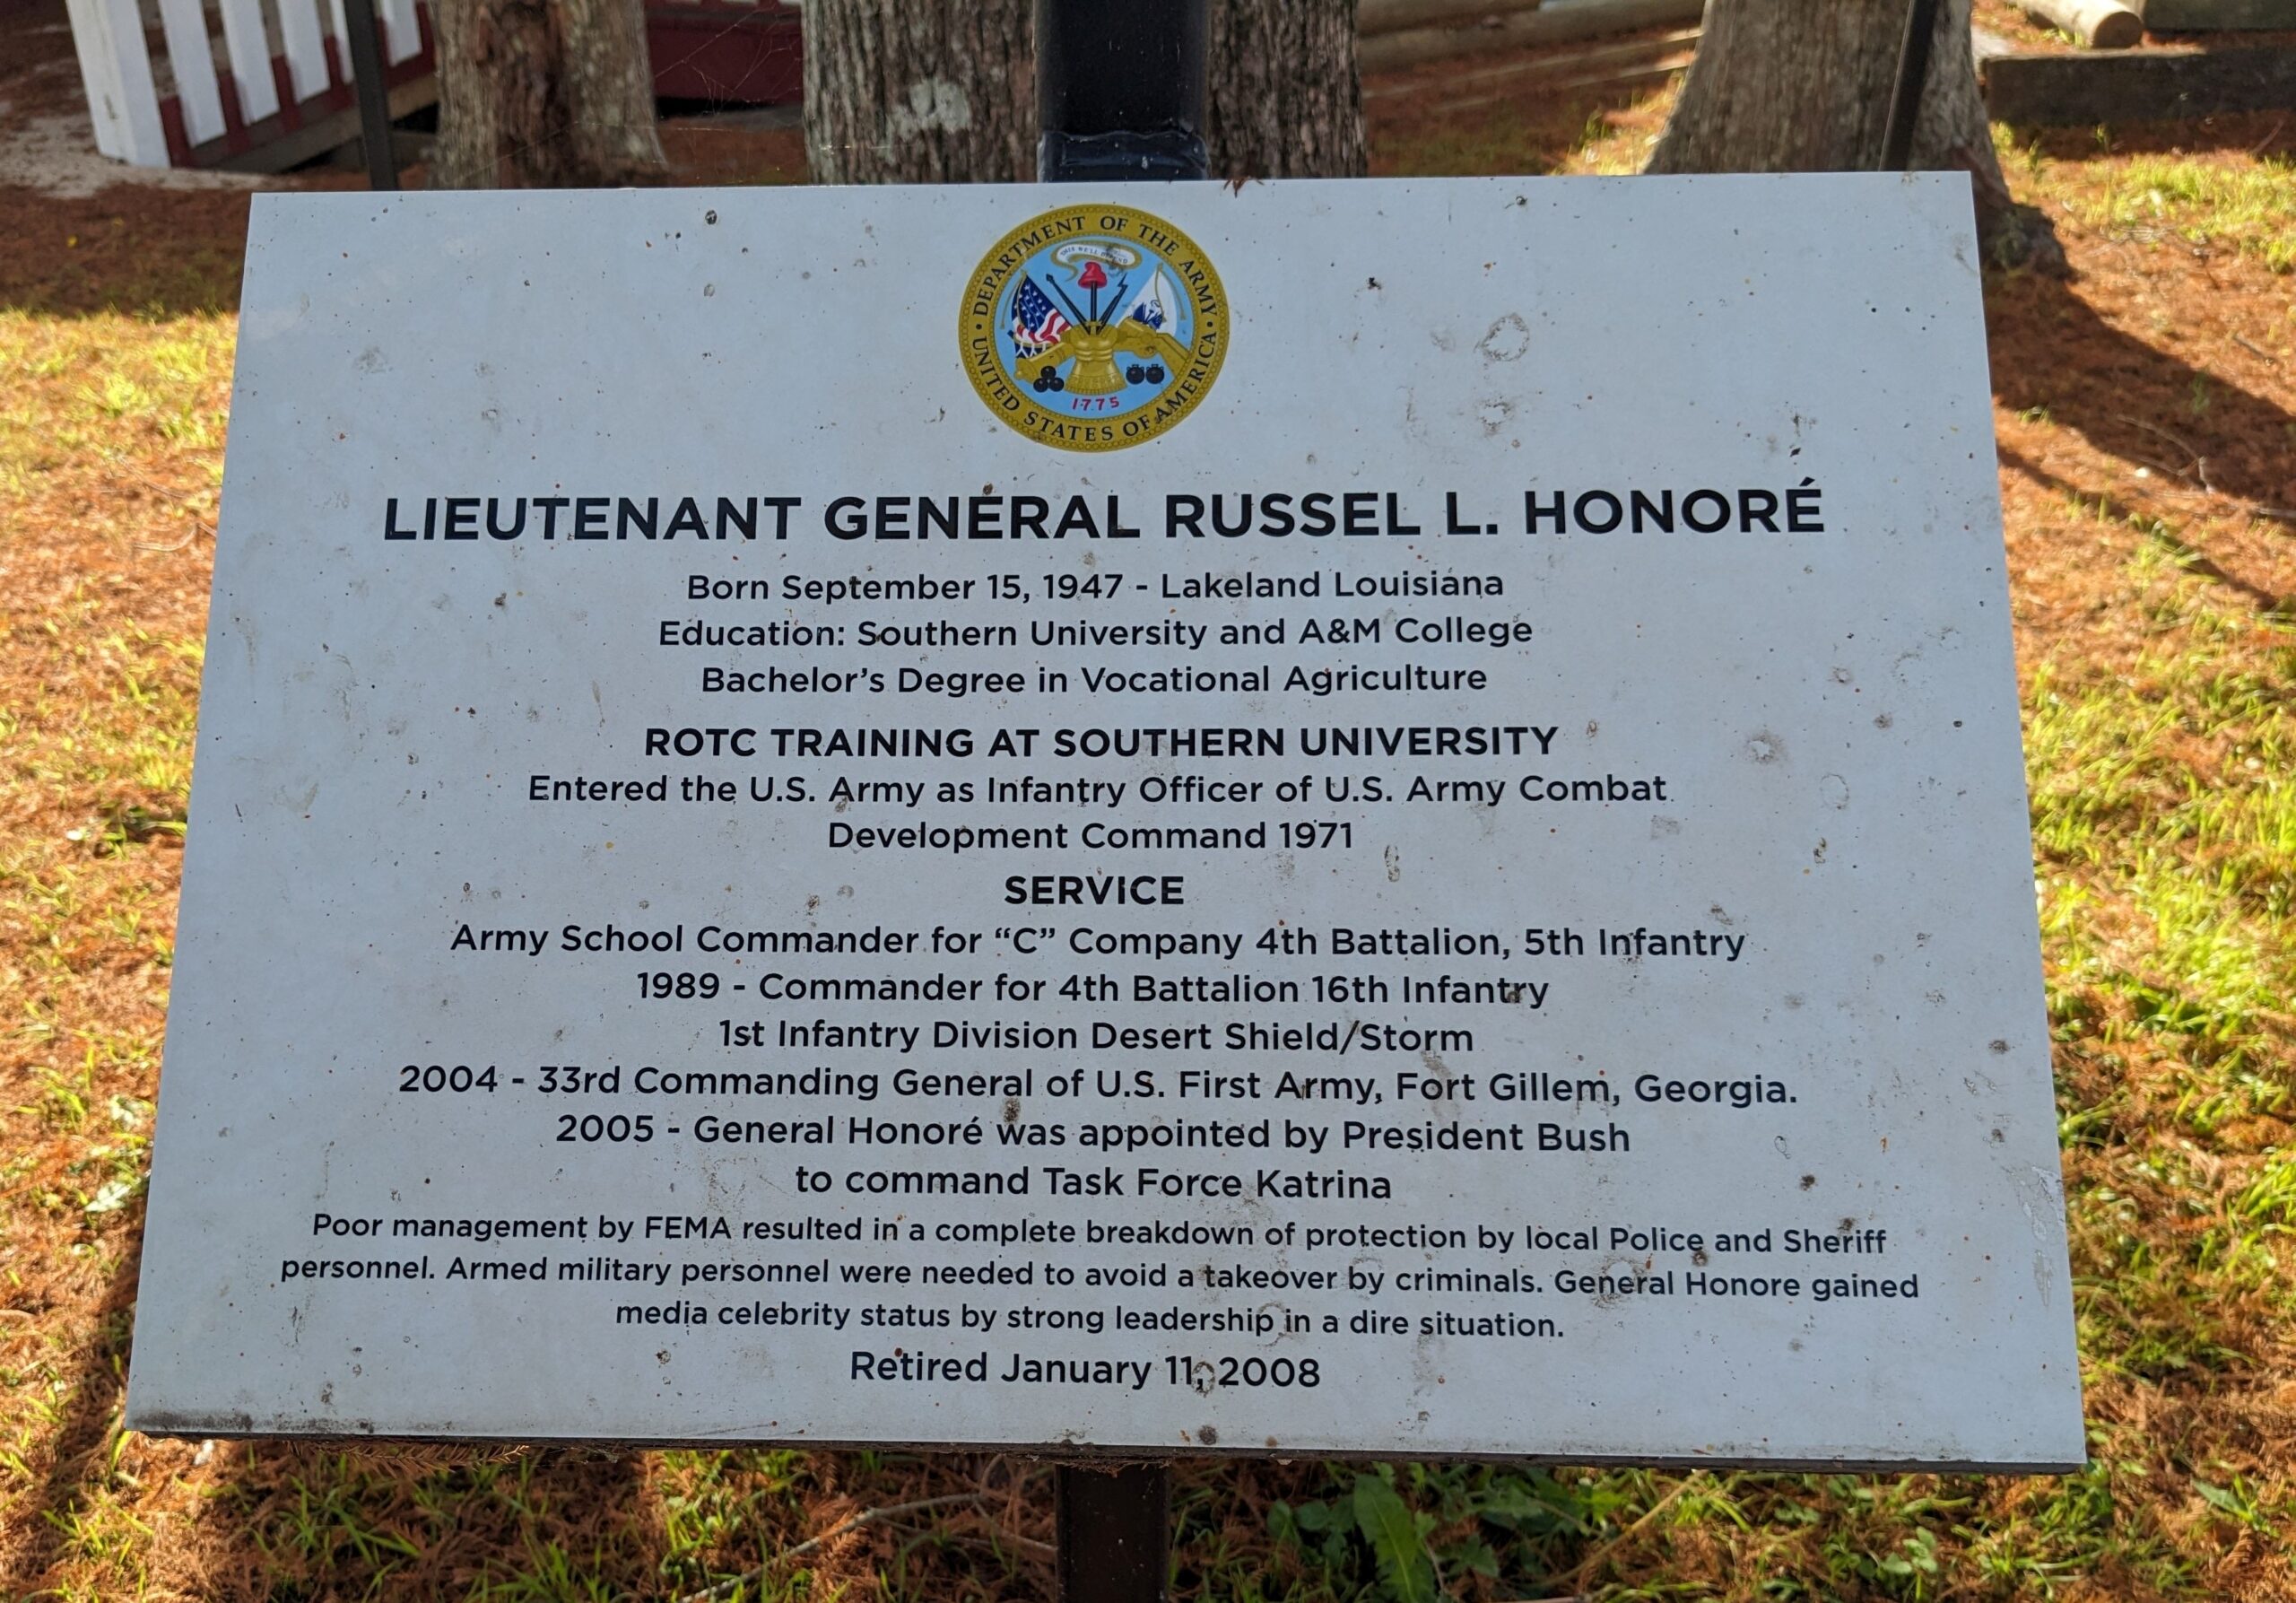 DEPARTMENT OF THE ARMY
THIS WE'LL DEFEND
1775
UNITED STATES OF AMERICA
LIEUTENANT GENERAL RUSSEL L. HONORÉ
Born September 15, 1947 - Lakeland Louisiana
Education: Southern University and A&M College
Bachelor's Degree in Vocational Agriculture
ROTC TRAINING AT SOUTHERN UNIVERSITY
Entered the U.S. Army as Infantry Officer of U.S. Army Combat
Development Command 1971
SERVICE
Army School Commander for “C” Company 4th Battalion, 5th Infantry
1989 - Commander for 4th Battalion 16th Infantry
1st Infantry Division Desert Shield/Storm
2004 - 33rd Commanding General of U.S. First Army, Fort Gillem, Georgia.
2005 - General Honoré was appointed by President Bush
to command Task Force Katrina
Poor management by FEMA resulted in a complete breakdown of protection by local Police and Sheriff
personnel. Armed military personnel were needed to avoid a takeover by criminals. General Honore gained
media celebrity status by strong leadership in a dire situation.
Retired January 11, 2008